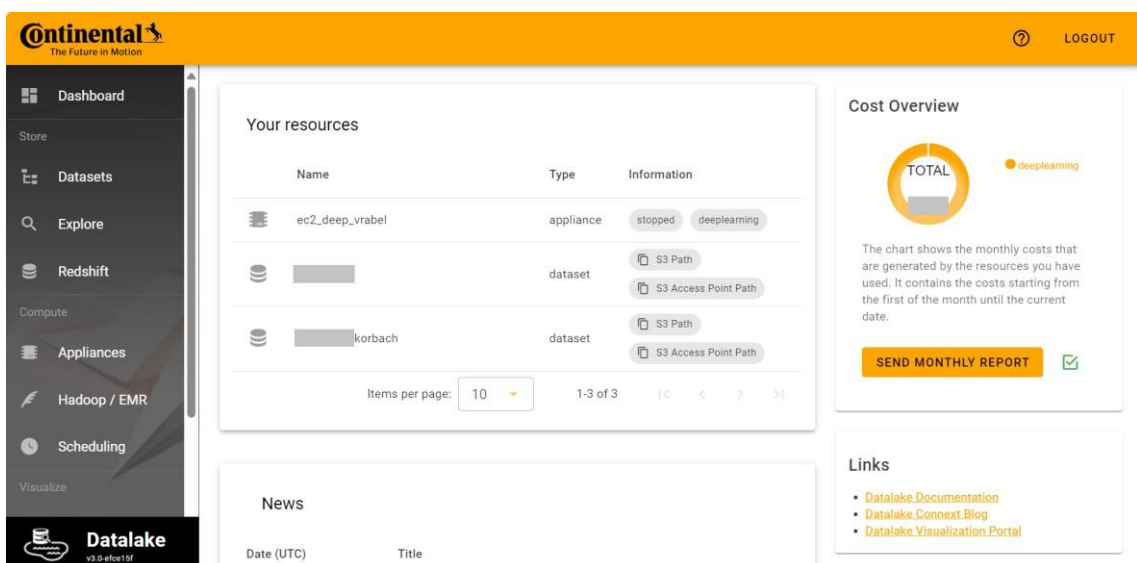 Continental
The Future in Motion
LOGOUT
Dashboard
Store
Datasets
Explore
Redshift
Compute
Appliances
Hadoop / EMR
Scheduling
Visualize
Datalake
v3.0-efce15f
Your resources
Name Type Information
ec2_deep_vrabel appliance stopped deeplearning
dataset S3 Path
S3 Access Point Path
korbach dataset S3 Path
S3 Access Point Path
Items per page: 10 1-3 of 3
News
Date (UTC) Title
Cost Overview
TOTAL
deeplearning
The chart shows the monthly costs that
are generated by the resources you have
used. It contains the costs starting from
the first of the month until the current
date.
SEND MONTHLY REPORT
Links
Datalake Documentation
Datalake Connext Blog
Datalake Visualization Portal